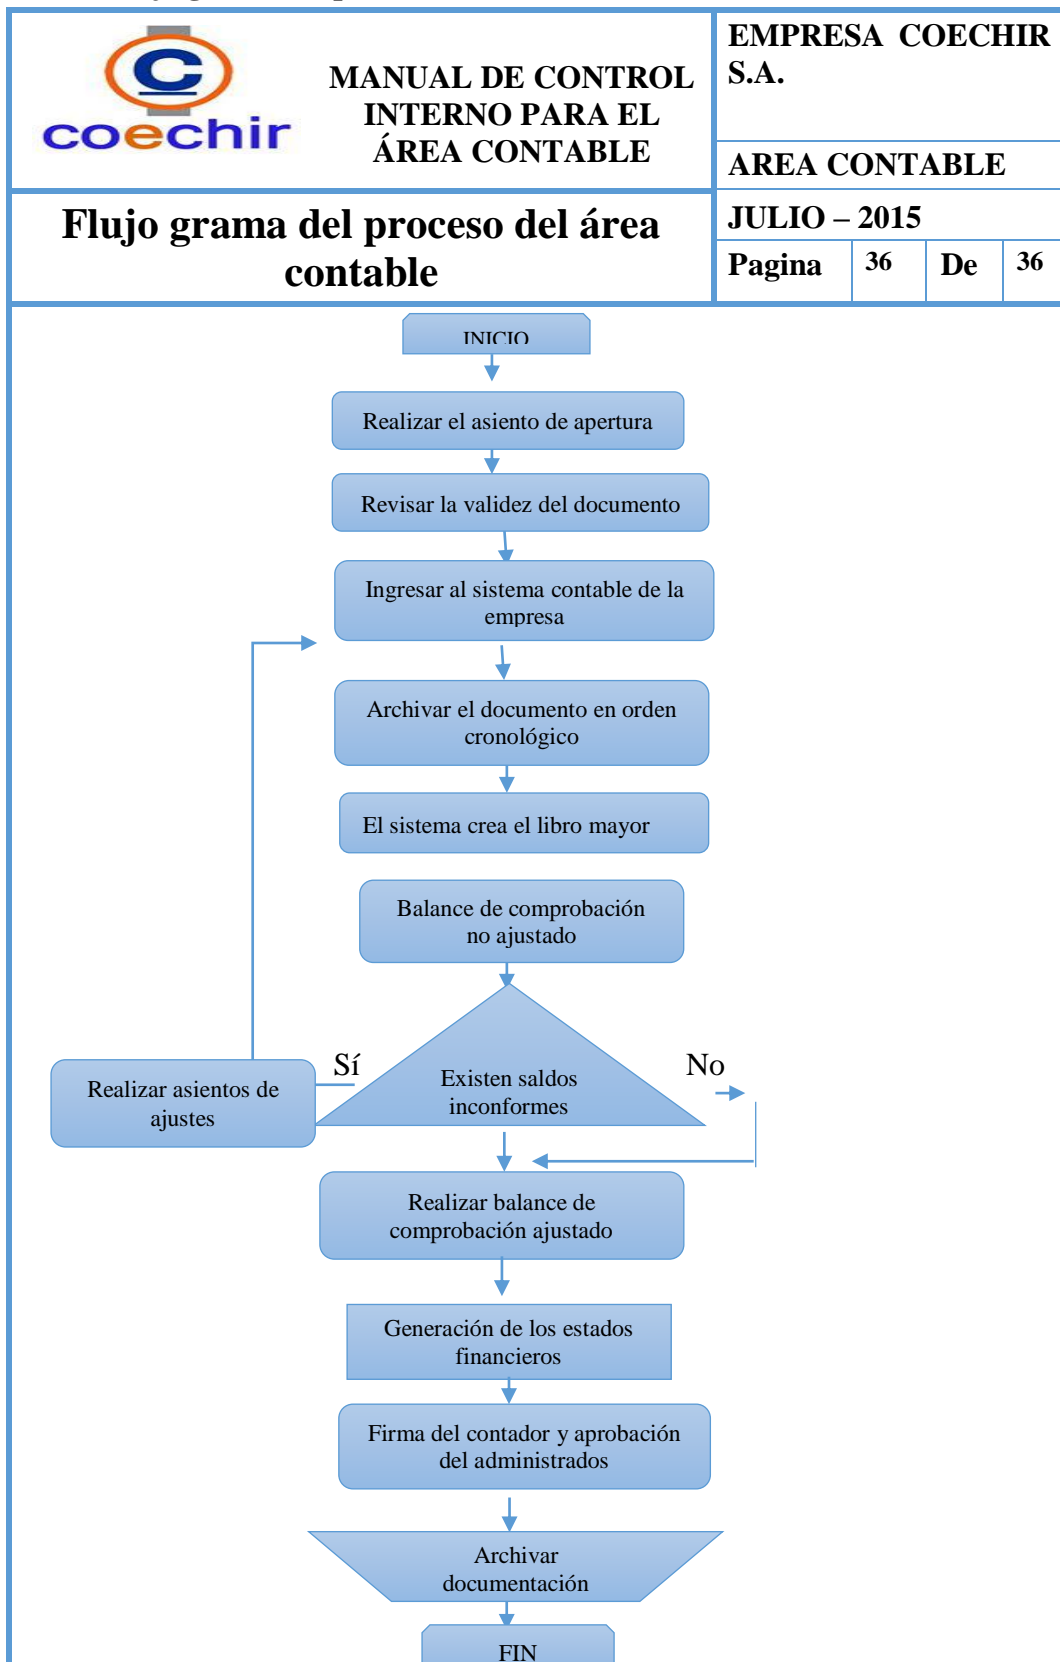 coechir
MANUAL DE CONTROL
INTERNO PARA EL
ÁREA CONTABLE
EMPRESA COECHIR
S.A.
AREA CONTABLE
Flujo grama del proceso del área
contable
JULIO – 2015
Pagina 36 De 36
INICIO
Realizar el asiento de apertura
Revisar la validez del documento
Ingresar al sistema contable de la
empresa
Archivar el documento en orden
cronológico
El sistema crea el libro mayor
Balance de comprobación
no ajustado
Sí
No
Existen saldos
inconformes
Realizar asientos de
ajustes
Realizar balance de
comprobación ajustado
Generación de los estados
financieros
Firma del contador y aprobación
del administrados
Archivar
documentación
FIN